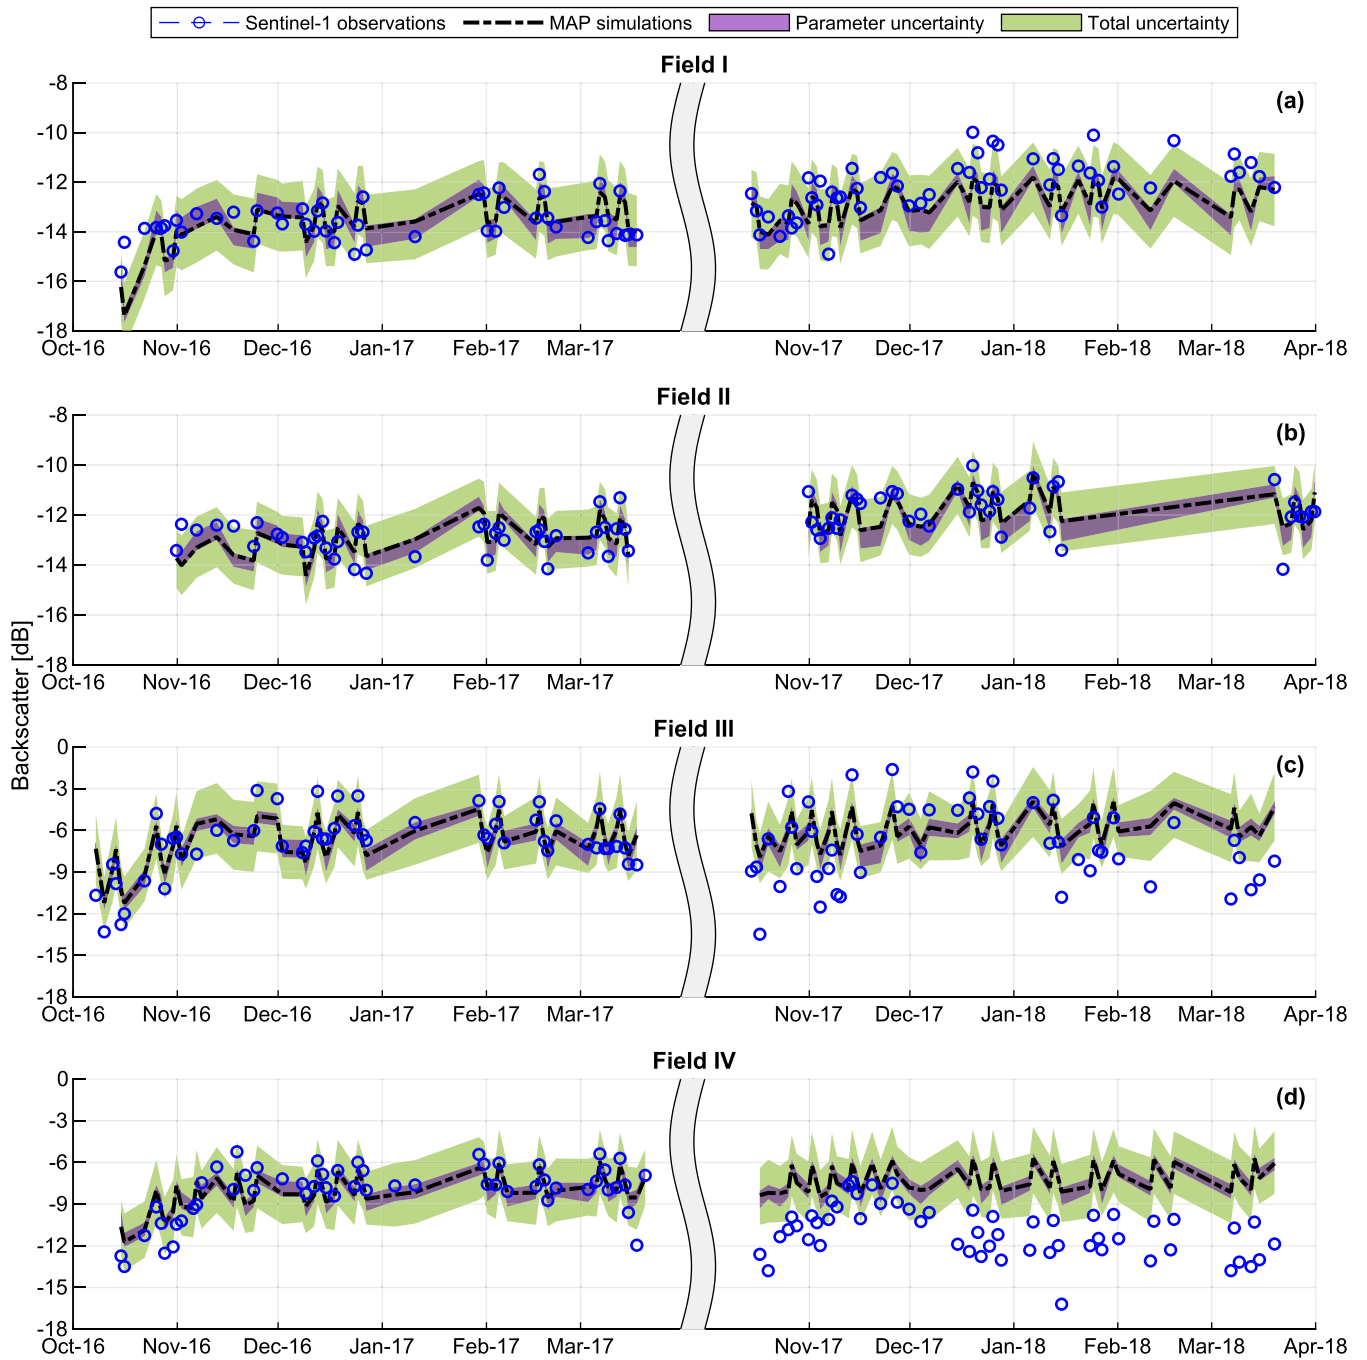 Sentinel-1 observations MAP simulations Parameter uncertainty Total uncertainty
Field I
(a)
-8
-10
-12
-14
-16
-18
Oct-16 Nov-16 Dec-16 Jan-17 Feb-17 Mar-17 Nov-17 Dec-17 Jan-18 Feb-18 Mar-18 Apr-18
Field II
(b)
-8
-10
-12
-14
-16
-18
Oct-16 Nov-16 Dec-16 Jan-17 Feb-17 Mar-17 Nov-17 Dec-17 Jan-18 Feb-18 Mar-18 Apr-18
Backscatter [dB]
Field III
(c)
0
-3
-6
-9
-12
-15
-18
Oct-16 Nov-16 Dec-16 Jan-17 Feb-17 Mar-17 Nov-17 Dec-17 Jan-18 Feb-18 Mar-18 Apr-18
Field IV
(d)
0
-3
-6
-9
-12
-15
-18
Oct-16 Nov-16 Dec-16 Jan-17 Feb-17 Mar-17 Nov-17 Dec-17 Jan-18 Feb-18 Mar-18 Apr-18